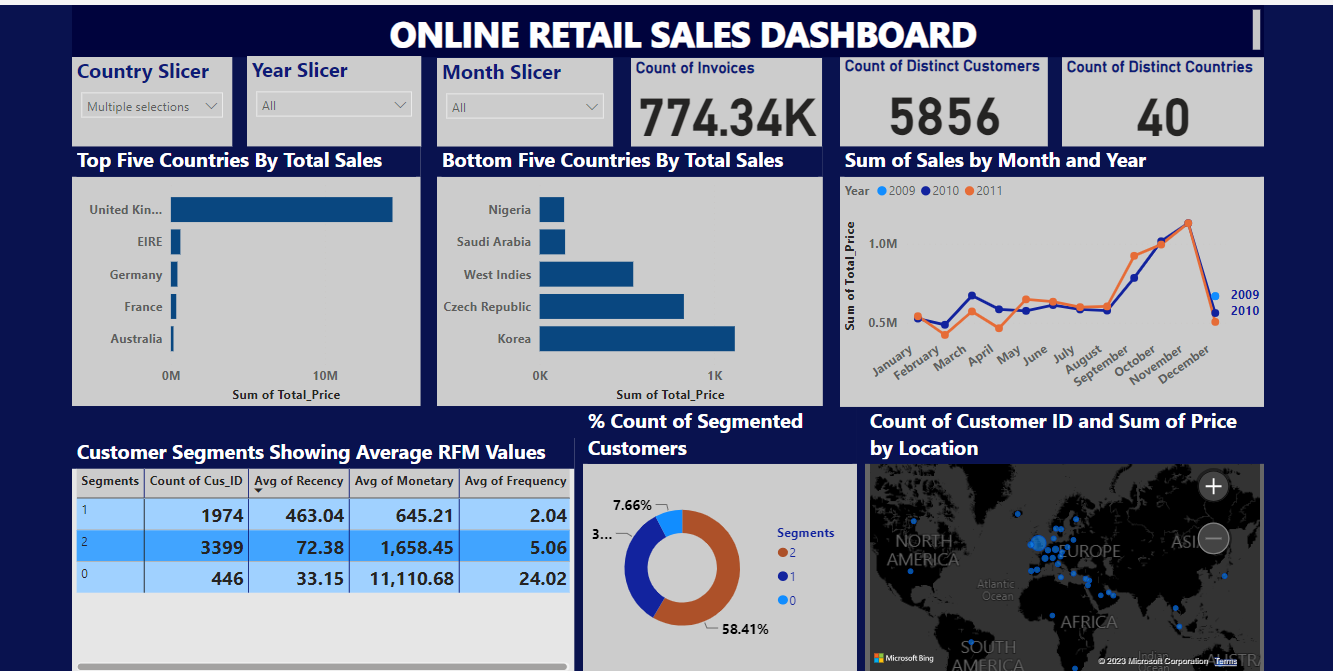 ONLINE RETAIL SALES DASHBOARD
Country Slicer
Multiple selections
Year Slicer
All
Month Slicer
All
Count of Invoices
774.34K
Count of Distinct Customers
5856
Count of Distinct Countries
40
Top Five Countries By Total Sales
United Kin...
EIRE
Germany
France
Australia
0M 10M
Sum of Total_Price
Bottom Five Countries By Total Sales
Nigeria
Saudi Arabia
West Indies
Czech Republic
Korea
0K 1K
Sum of Total_Price
Sum of Sales by Month and Year
Year 2009 2010 2011
Sum of Total_Price
1.0M
0.5M
2009
2010
January February March April May June July August September October November December
Customer Segments Showing Average RFM Values
Segments Count of Cus_ID Avg of Recency Avg of Monetary Avg of Frequency
1 1974 463.04 645.21 2.04
2 3399 72.38 1,658.45 5.06
0 446 33.15 11,110.68 24.02
% Count of Segmented
Customers
7.66%
3...
58.41%
Segments
2
1
0
Count of Customer ID and Sum of Price
by Location
NORTH
AMERICA
EUROPE
ASI
Atlantic
Ocean
AFRICA
SOUTH
AMERICA
Indian
AUSTR
Microsoft Bing
© 2023 Microsoft Corporation Terms